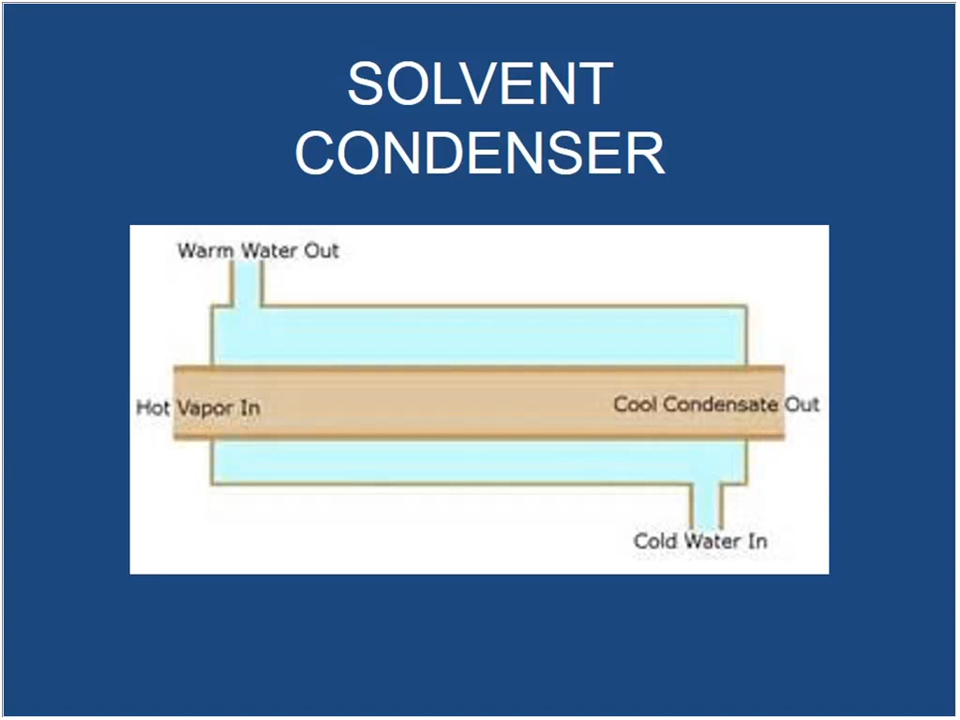 SOLVENT
CONDENSER
Warm Water Out
Hot Vapor In
Cool Condensate Out
Cold Water In